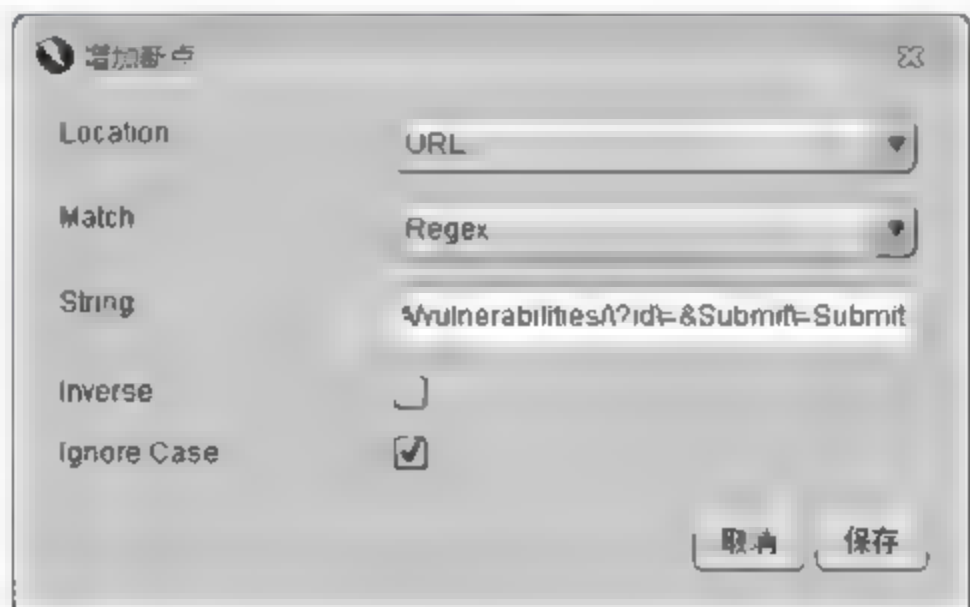 增加断点
Location
URL
Match
Regex
String
\/vulnerabilities/\?id\=&Submit\=Submit
Inverse
Ignore Case
取消
保存